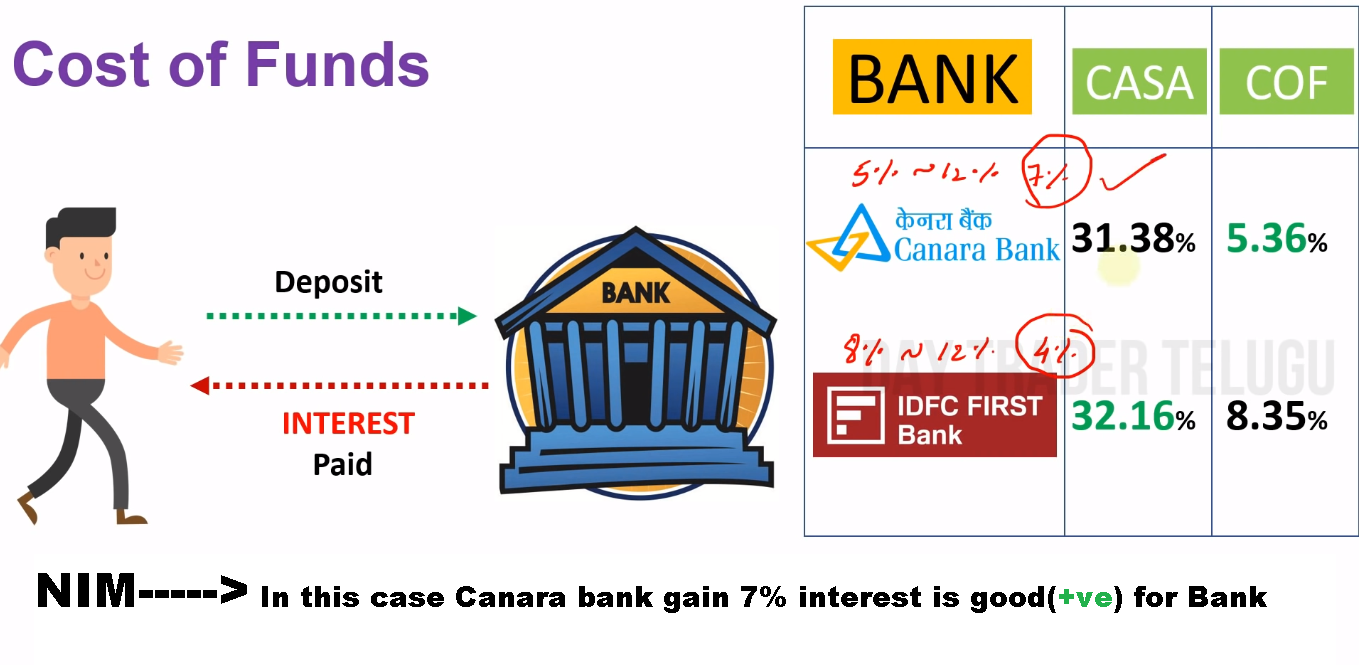 Cost of Funds
BANK CASA COF
5% ~ 12% 7% ✓
केनरा बैंक
Canara Bank
31.38% 5.36%
Deposit
BANK
INTEREST
Paid
8% ~ 12% 4%
DAY TRADER TELUGU
IDFC FIRST
Bank
32.16% 8.35%
NIM-----> In this case Canara bank gain 7% interest is good(+ve) for Bank